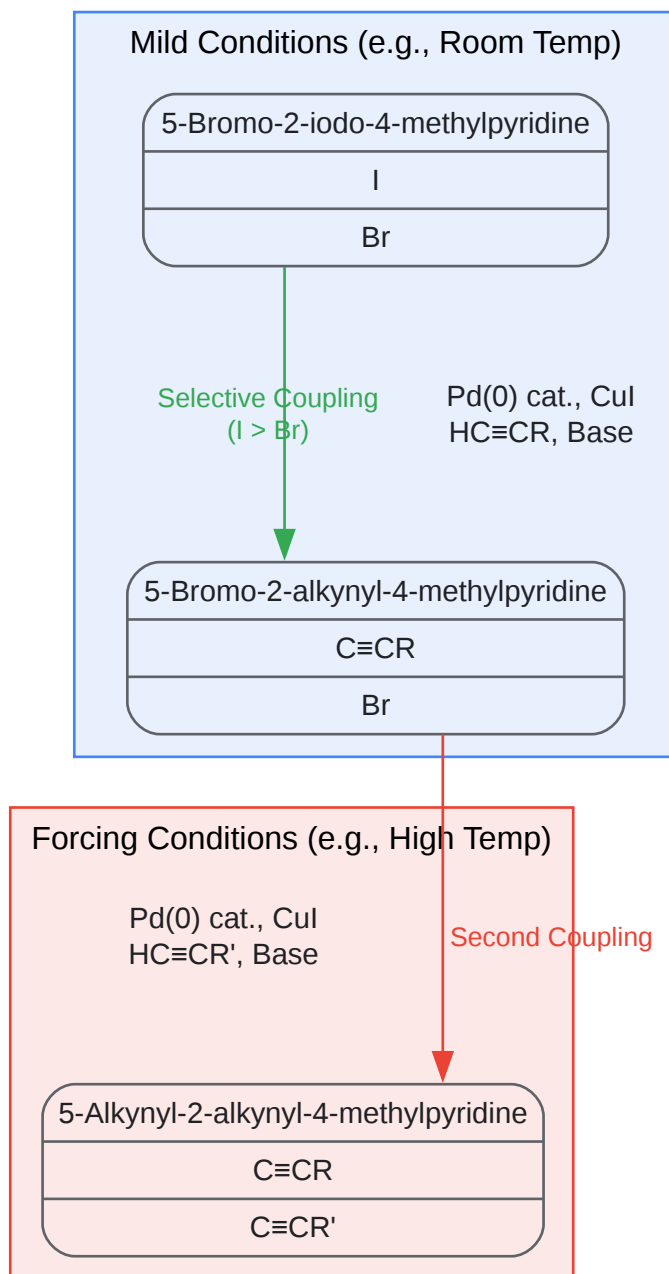 Mild Conditions (e.g., Room Temp)
5-Bromo-2-iodo-4-methylpyridine
I
Br
Selective Coupling
(I > Br)
Pd(0) cat., CuI
HC≡CR, Base
5-Bromo-2-alkynyl-4-methylpyridine
C≡CR
Br
Forcing Conditions (e.g., High Temp)
Pd(0) cat., CuI
HC≡CR', Base
Second Coupling
5-Alkynyl-2-alkynyl-4-methylpyridine
C≡CR
C≡CR'